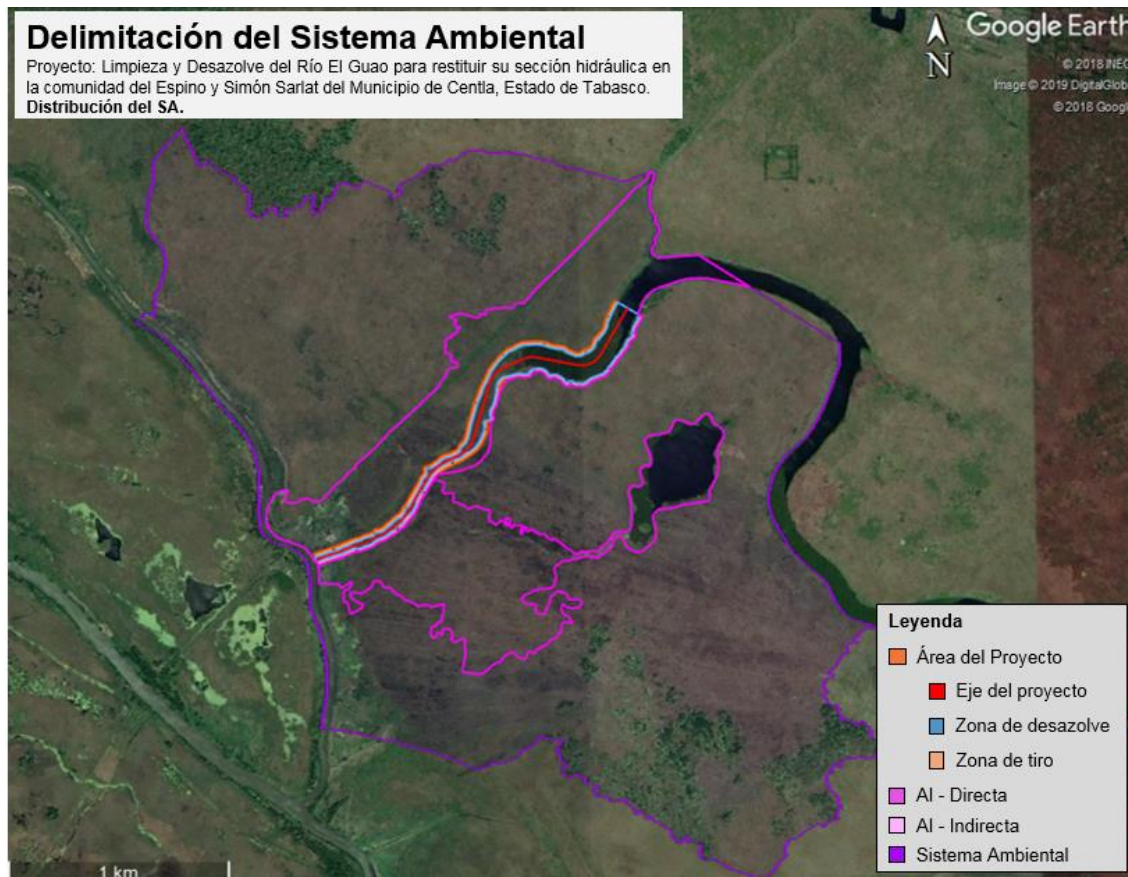 Delimitación del Sistema Ambiental
Proyecto: Limpieza y Desazolve del Río El Guao para restituir su sección hidráulica en
la comunidad del Espino y Simón Sarlat del Municipio de Centla, Estado de Tabasco.
Distribución del SA.
N
Google Earth
© 2018 INEG
Image © 2019 DigitalGlob
© 2018 Googl
Leyenda
Área del Proyecto
Eje del proyecto
Zona de desazolve
Zona de tiro
AI - Directa
AI - Indirecta
Sistema Ambiental
1 km